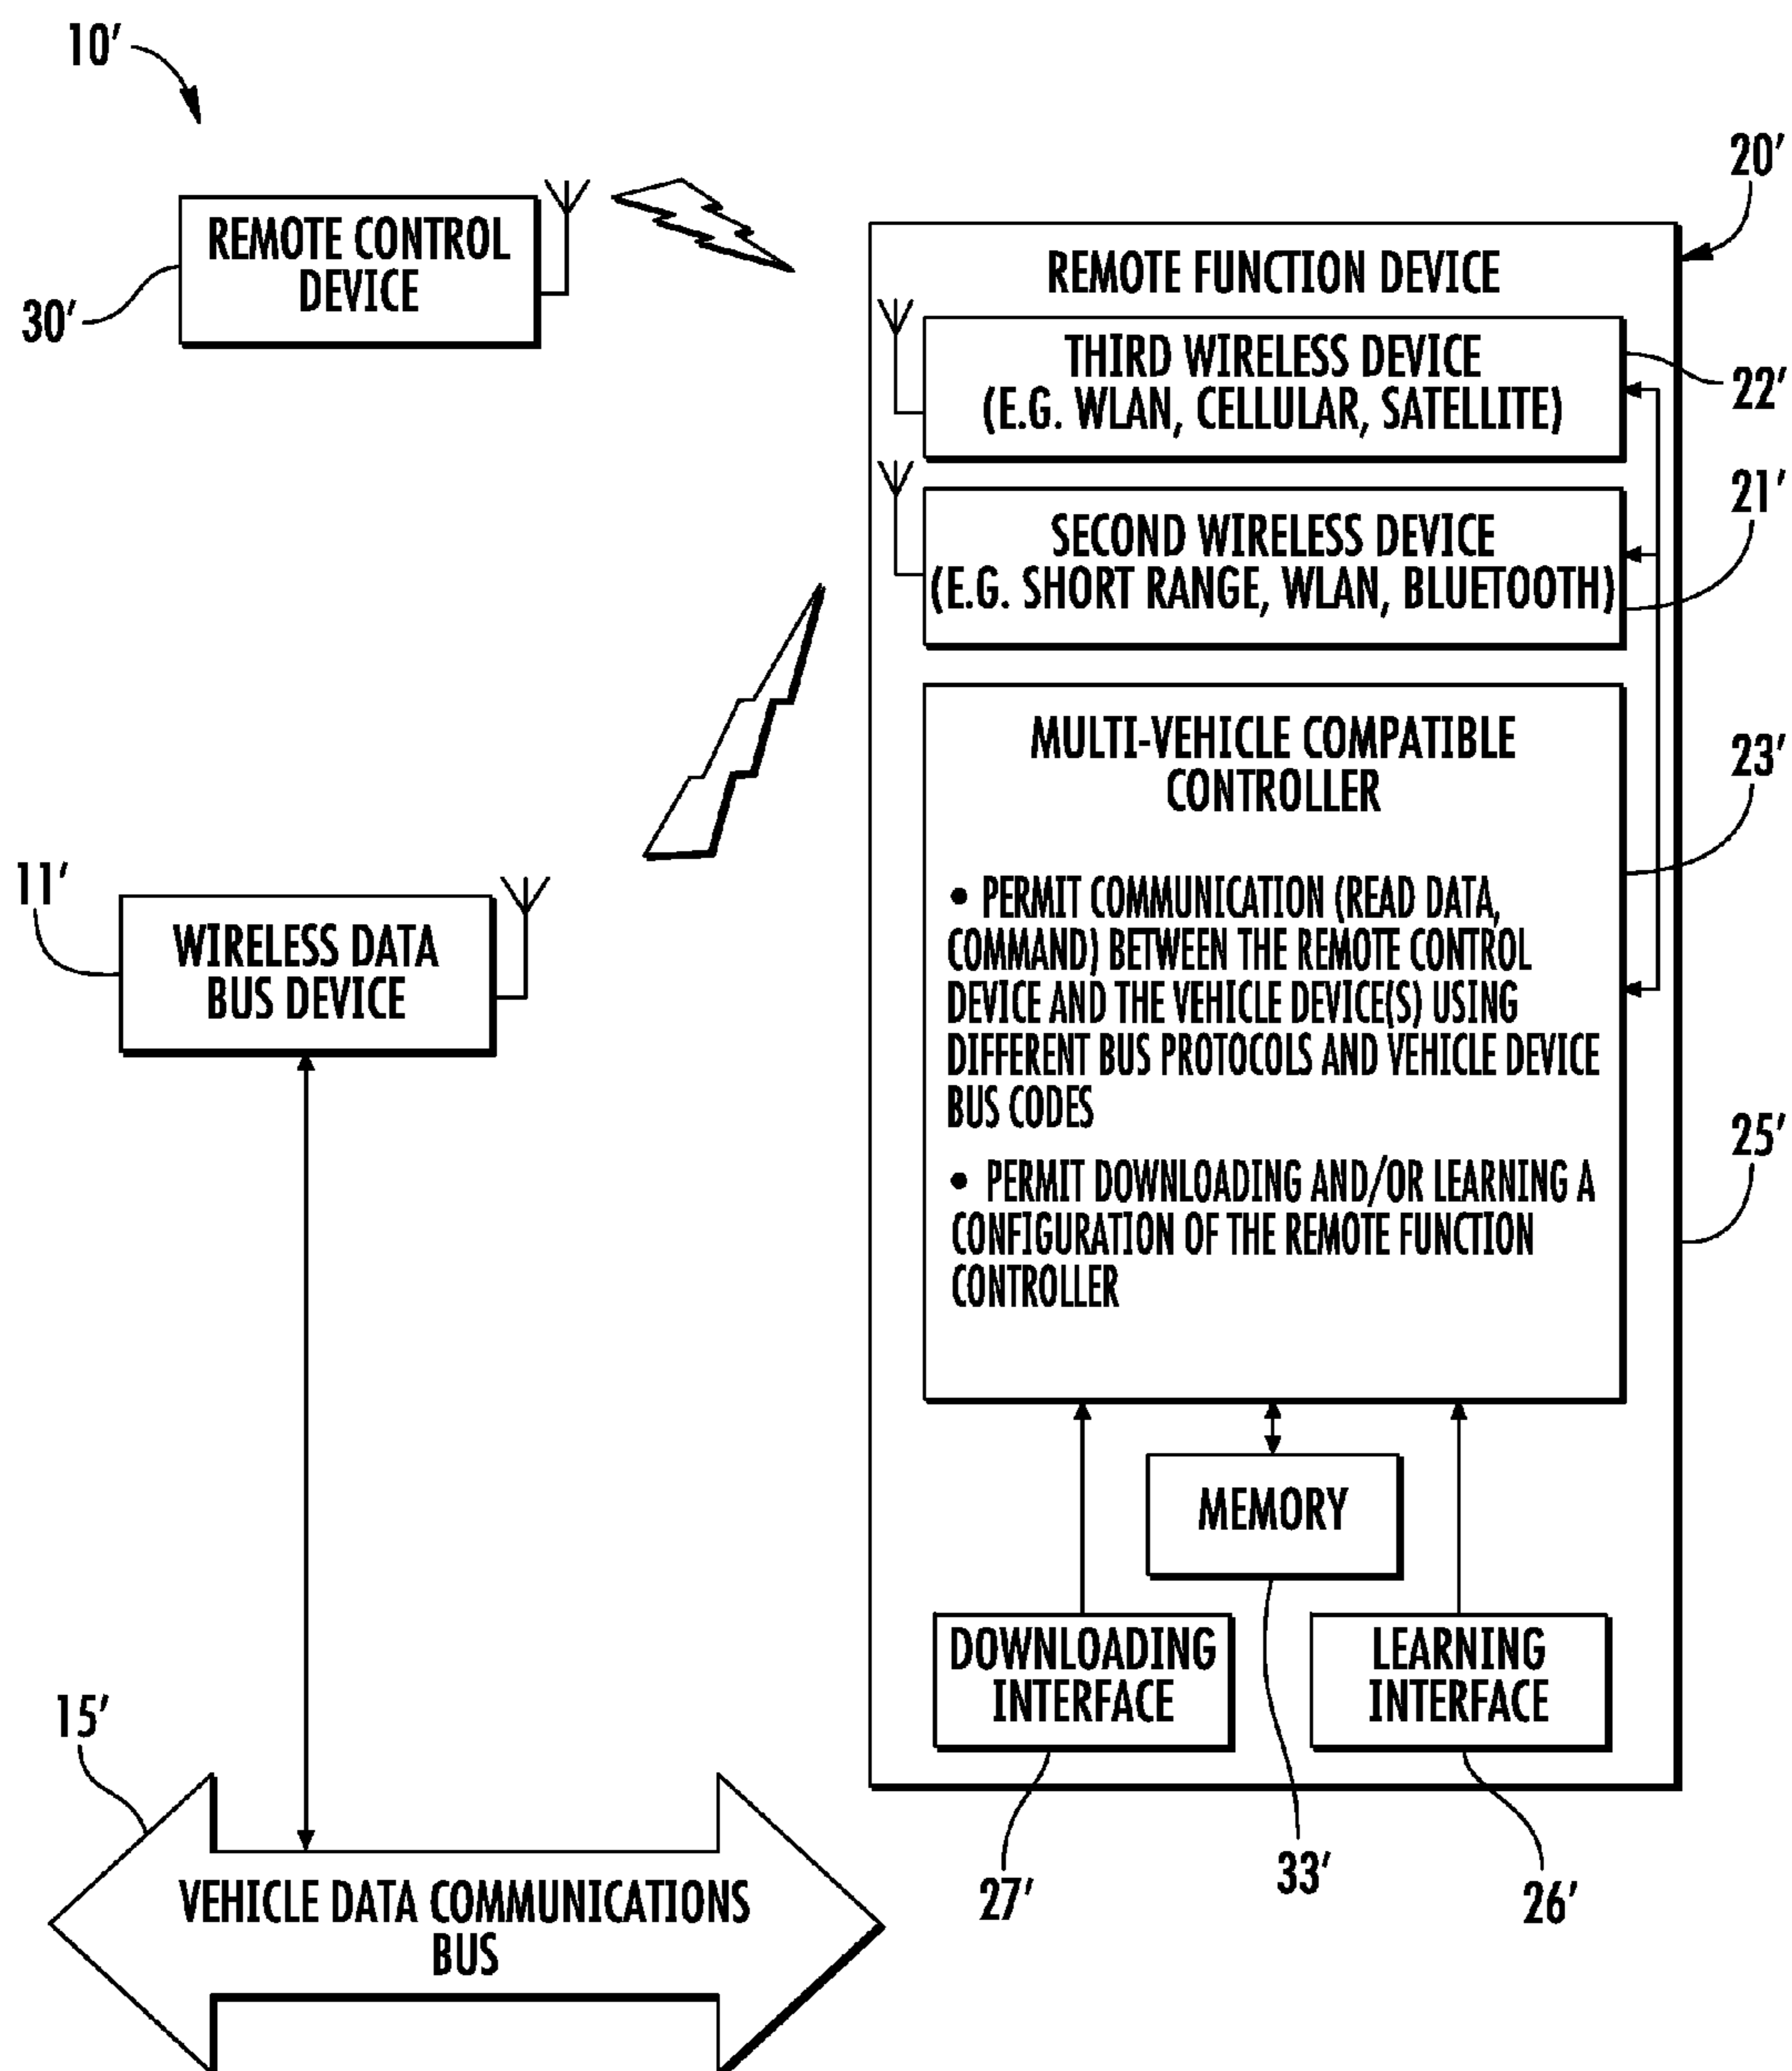 10′
REMOTE CONTROL
DEVICE
30′
20′
REMOTE FUNCTION DEVICE
THIRD WIRELESS DEVICE
(E.G. WLAN, CELLULAR, SATELLITE)
22′
SECOND WIRELESS DEVICE
(E.G. SHORT RANGE, WLAN, BLUETOOTH)
21′
MULTI-VEHICLE COMPATIBLE
CONTROLLER
23′
• PERMIT COMMUNICATION (READ DATA,
COMMAND) BETWEEN THE REMOTE CONTROL
DEVICE AND THE VEHICLE DEVICE(S) USING
DIFFERENT BUS PROTOCOLS AND VEHICLE DEVICE
BUS CODES
• PERMIT DOWNLOADING AND/OR LEARNING A
CONFIGURATION OF THE REMOTE FUNCTION
CONTROLLER
25′
11′
WIRELESS DATA
BUS DEVICE
MEMORY
DOWNLOADING
INTERFACE
LEARNING
INTERFACE
27′
33′
26′
15′
VEHICLE DATA COMMUNICATIONS
BUS